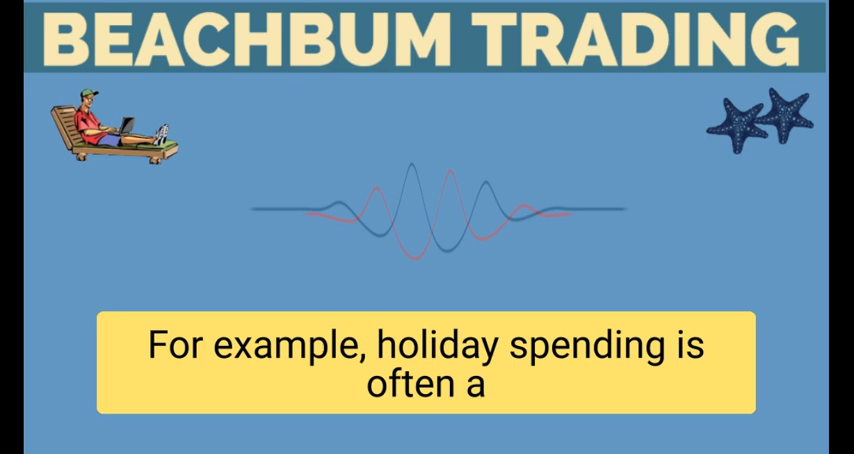 BEACHBUM TRADING
For example, holiday spending is
often a